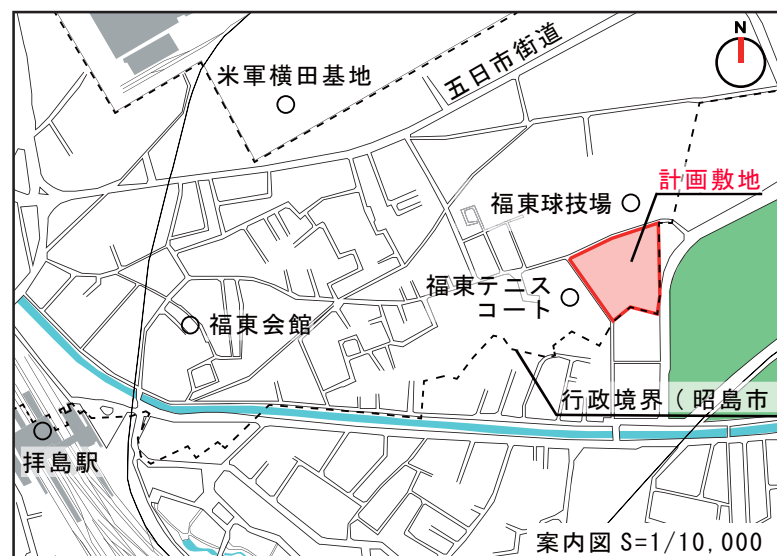 N
米軍横田基地
五日市街道
計画敷地
福東球技場
福東テニス
コート
福東会館
行政境界(昭島市
拝島駅
案内図 S=1/10,000